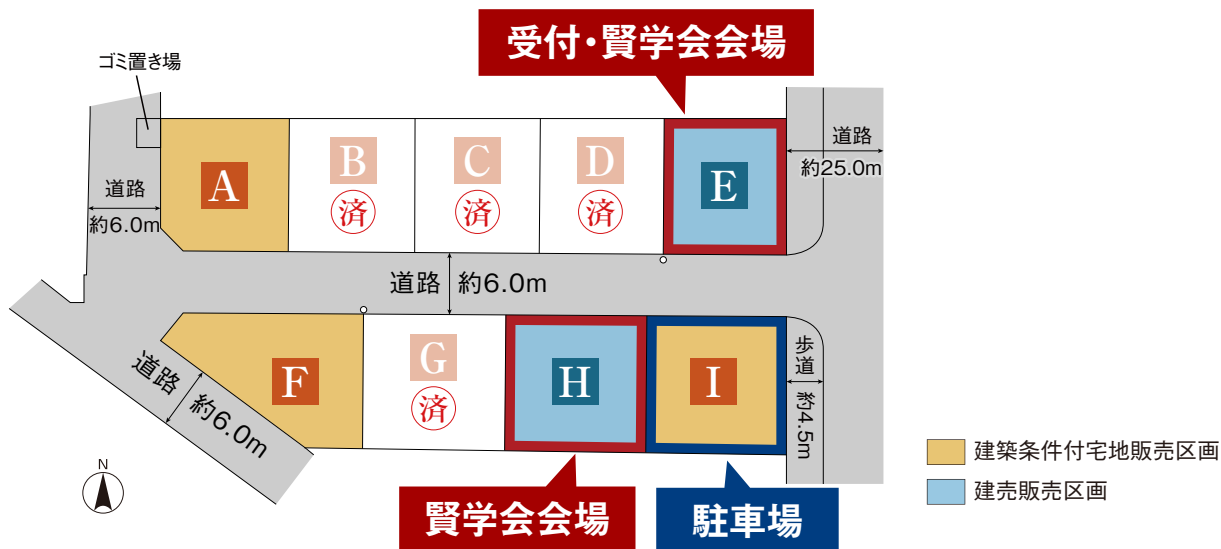 受付・賢学会会場
ゴミ置き場
A
B
済
C
済
D
済
E
道路
約25.0m
道路
約6.0m
道路 約6.0m
F
G
済
H
I
歩道
約4.5m
道路
約6.0m
N
賢学会会場
駐車場
建築条件付宅地販売区画
建売販売区画